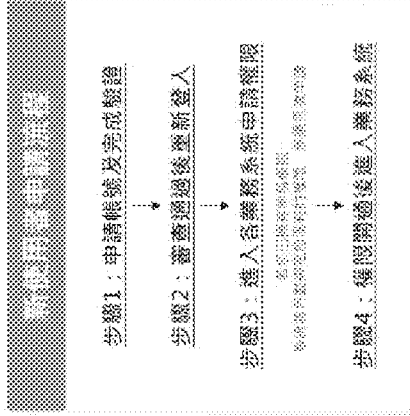 新使用者申請流程
步驟1：申請帳號及完成驗證
步驟2：審查通過後重新登入
步驟3：進入各業務系統申請權限
步驟4：權限開通後進入業務系統